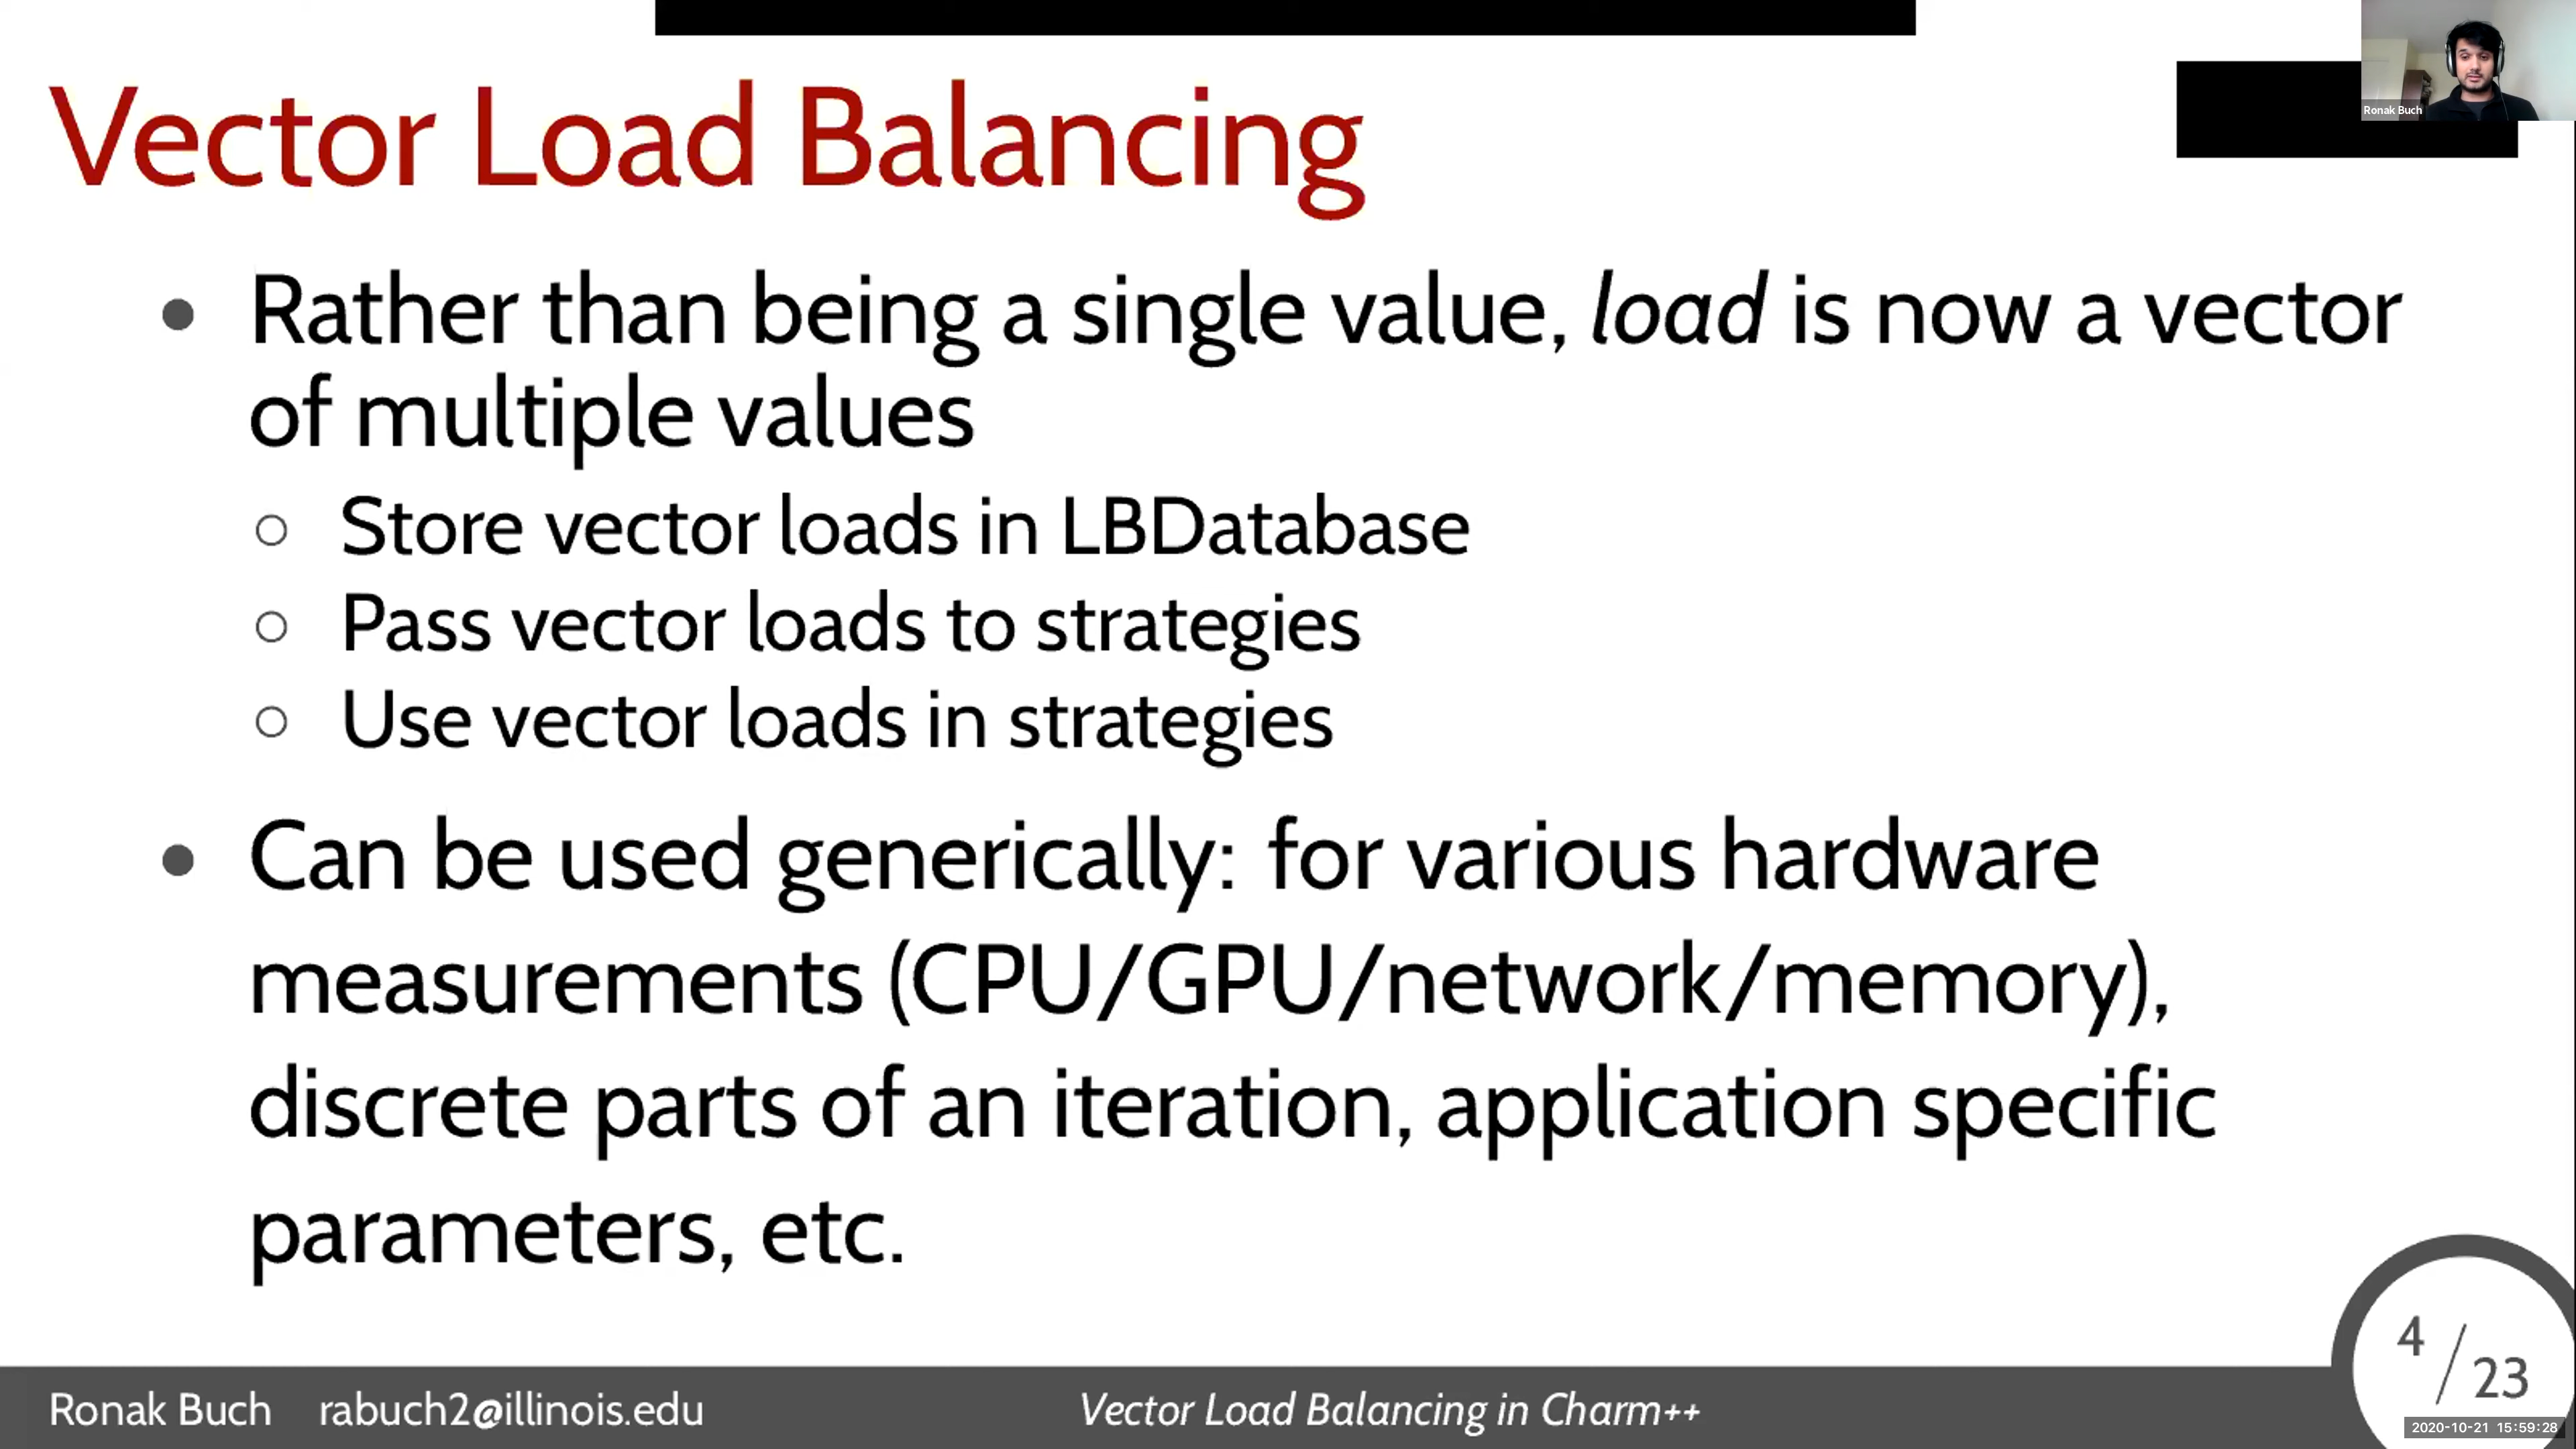 Ronak Buch
Vector Load Balancing
● Rather than being a single value, load is now a vector
of multiple values
○ Store vector loads in LBDatabase
○ Pass vector loads to strategies
○ Use vector loads in strategies
● Can be used generically: for various hardware
measurements (CPU/GPU/network/memory),
discrete parts of an iteration, application specific
parameters, etc.
4/23
Ronak Buch rabuch2@illinois.edu Vector Load Balancing in Charm++
2020-10-21 15:59:28